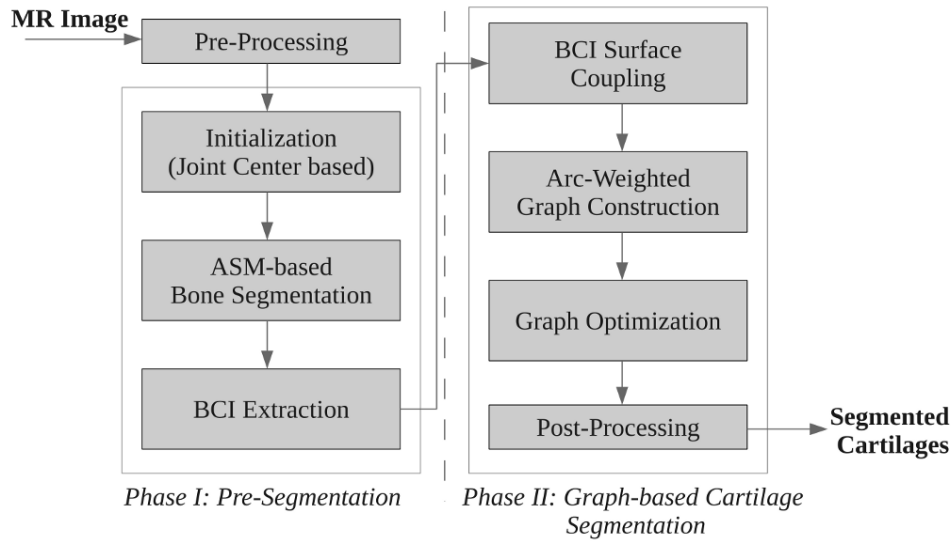 MR Image
Pre-Processing
Initialization
(Joint Center based)
ASM-based
Bone Segmentation
BCI Extraction
Phase I: Pre-Segmentation
BCI Surface
Coupling
Arc-Weighted
Graph Construction
Graph Optimization
Post-Processing
Segmented
Cartilages
Phase II: Graph-based Cartilage
Segmentation